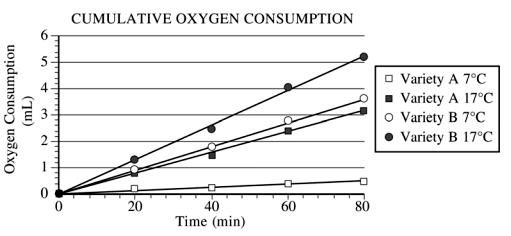 CUMULATIVE OXYGEN CONSUMPTION
Oxygen Consumption
(mL)
6
5
4
3
2
1
0
0
20
40
60
80
Time (min)
Variety A 7°C
Variety A 17°C
Variety B 7°C
Variety B 17°C